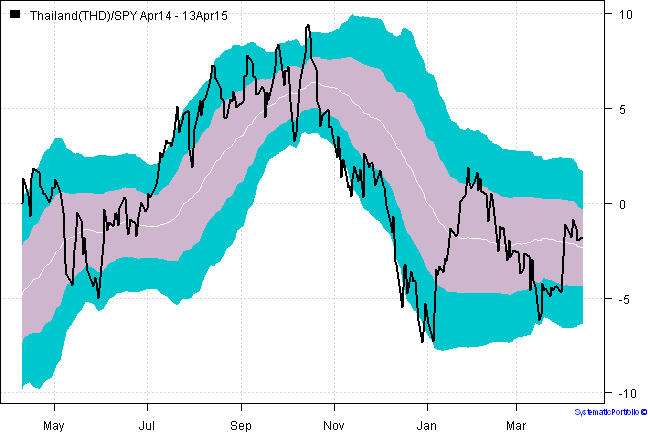 Thailand(THD)/SPY Apr14 - 13Apr15
10
5
0
-5
-10
May Jul Sep Nov Jan Mar
SystematicPortfolio ©